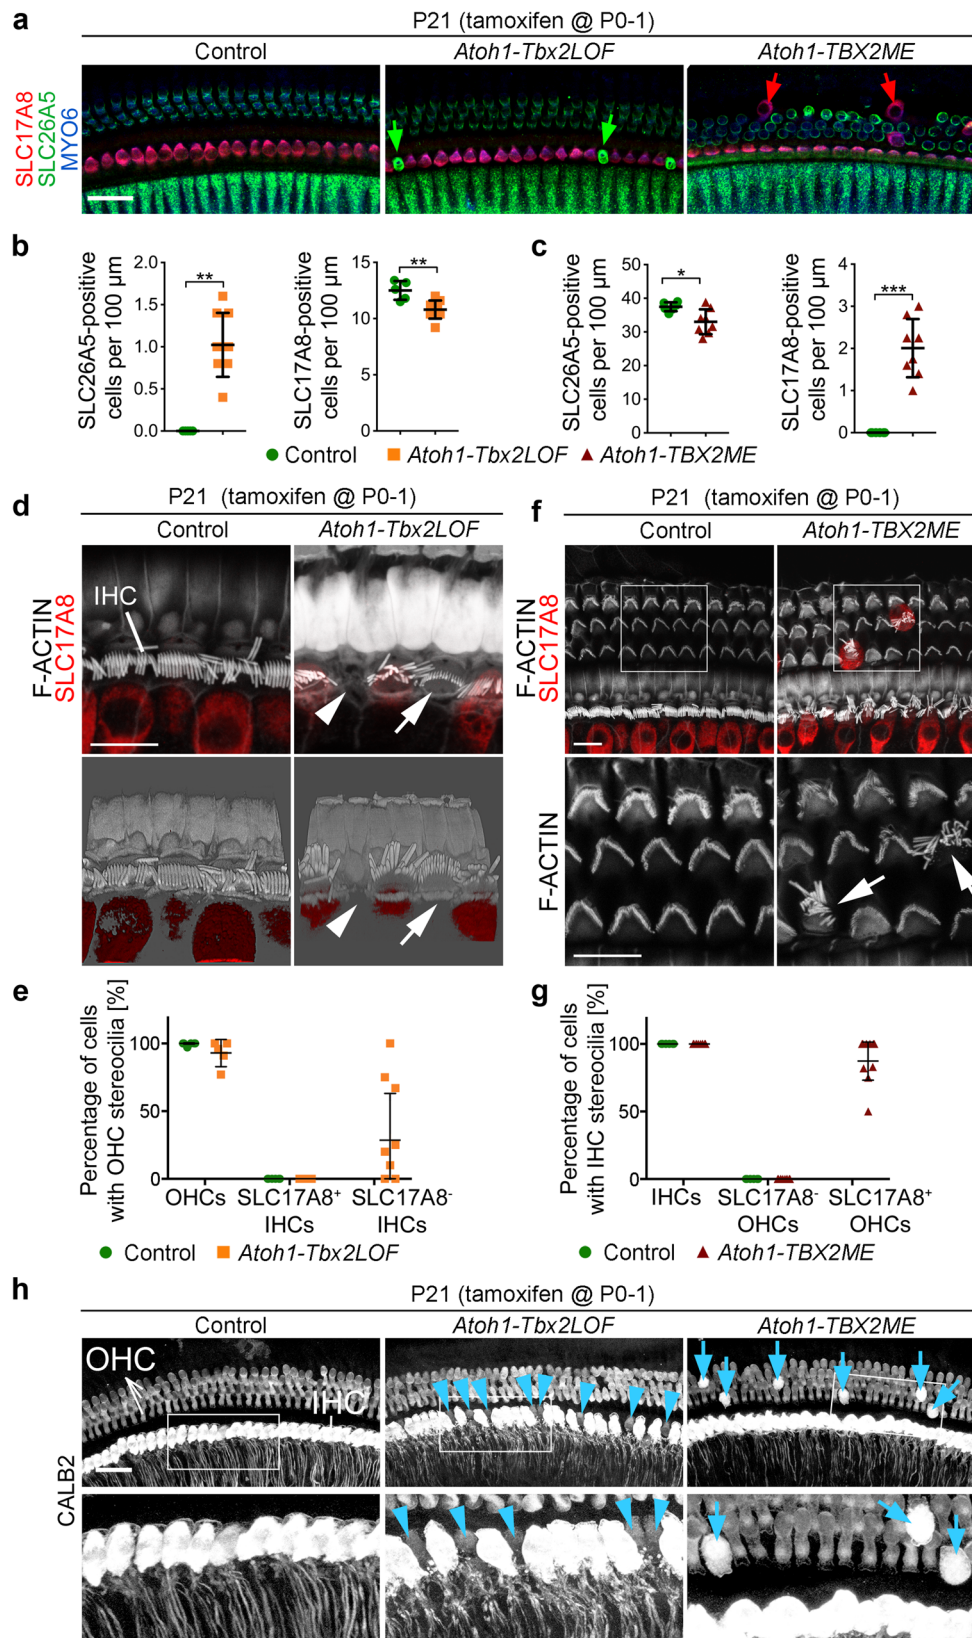 a
P21 (tamoxifen @ P0-1)
Control
Atoh1-Tbx2LOF
Atoh1-TBX2ME
SLC17A8
SLC26A5
MYO6
b
SLC26A5-positive
cells per 100 µm
2.0
1.5
1.0
0.5
0.0
**
SLC17A8-positive
cells per 100 µm
15
10
5
0
**
c
SLC26A5-positive
cells per 100 µm
50
40
30
20
10
0
*
SLC17A8-positive
cells per 100 µm
4
3
2
1
0
***
Control
Atoh1-Tbx2LOF
Atoh1-TBX2ME
d
P21 (tamoxifen @ P0-1)
Control
Atoh1-Tbx2LOF
F-ACTIN
SLC17A8
IHC
f
P21 (tamoxifen @ P0-1)
Control
Atoh1-TBX2ME
F-ACTIN
SLC17A8
F-ACTIN
e
Percentage of cells
with OHC stereocilia [%]
100
50
0
OHCs
SLC17A8⁺
IHCs
SLC17A8⁻
IHCs
Control
Atoh1-Tbx2LOF
g
Percentage of cells
with IHC stereocilia [%]
100
50
0
IHCs
SLC17A8⁻
OHCs
SLC17A8⁺
OHCs
Control
Atoh1-TBX2ME
h
P21 (tamoxifen @ P0-1)
Control
Atoh1-Tbx2LOF
Atoh1-TBX2ME
CALB2
OHC
IHC